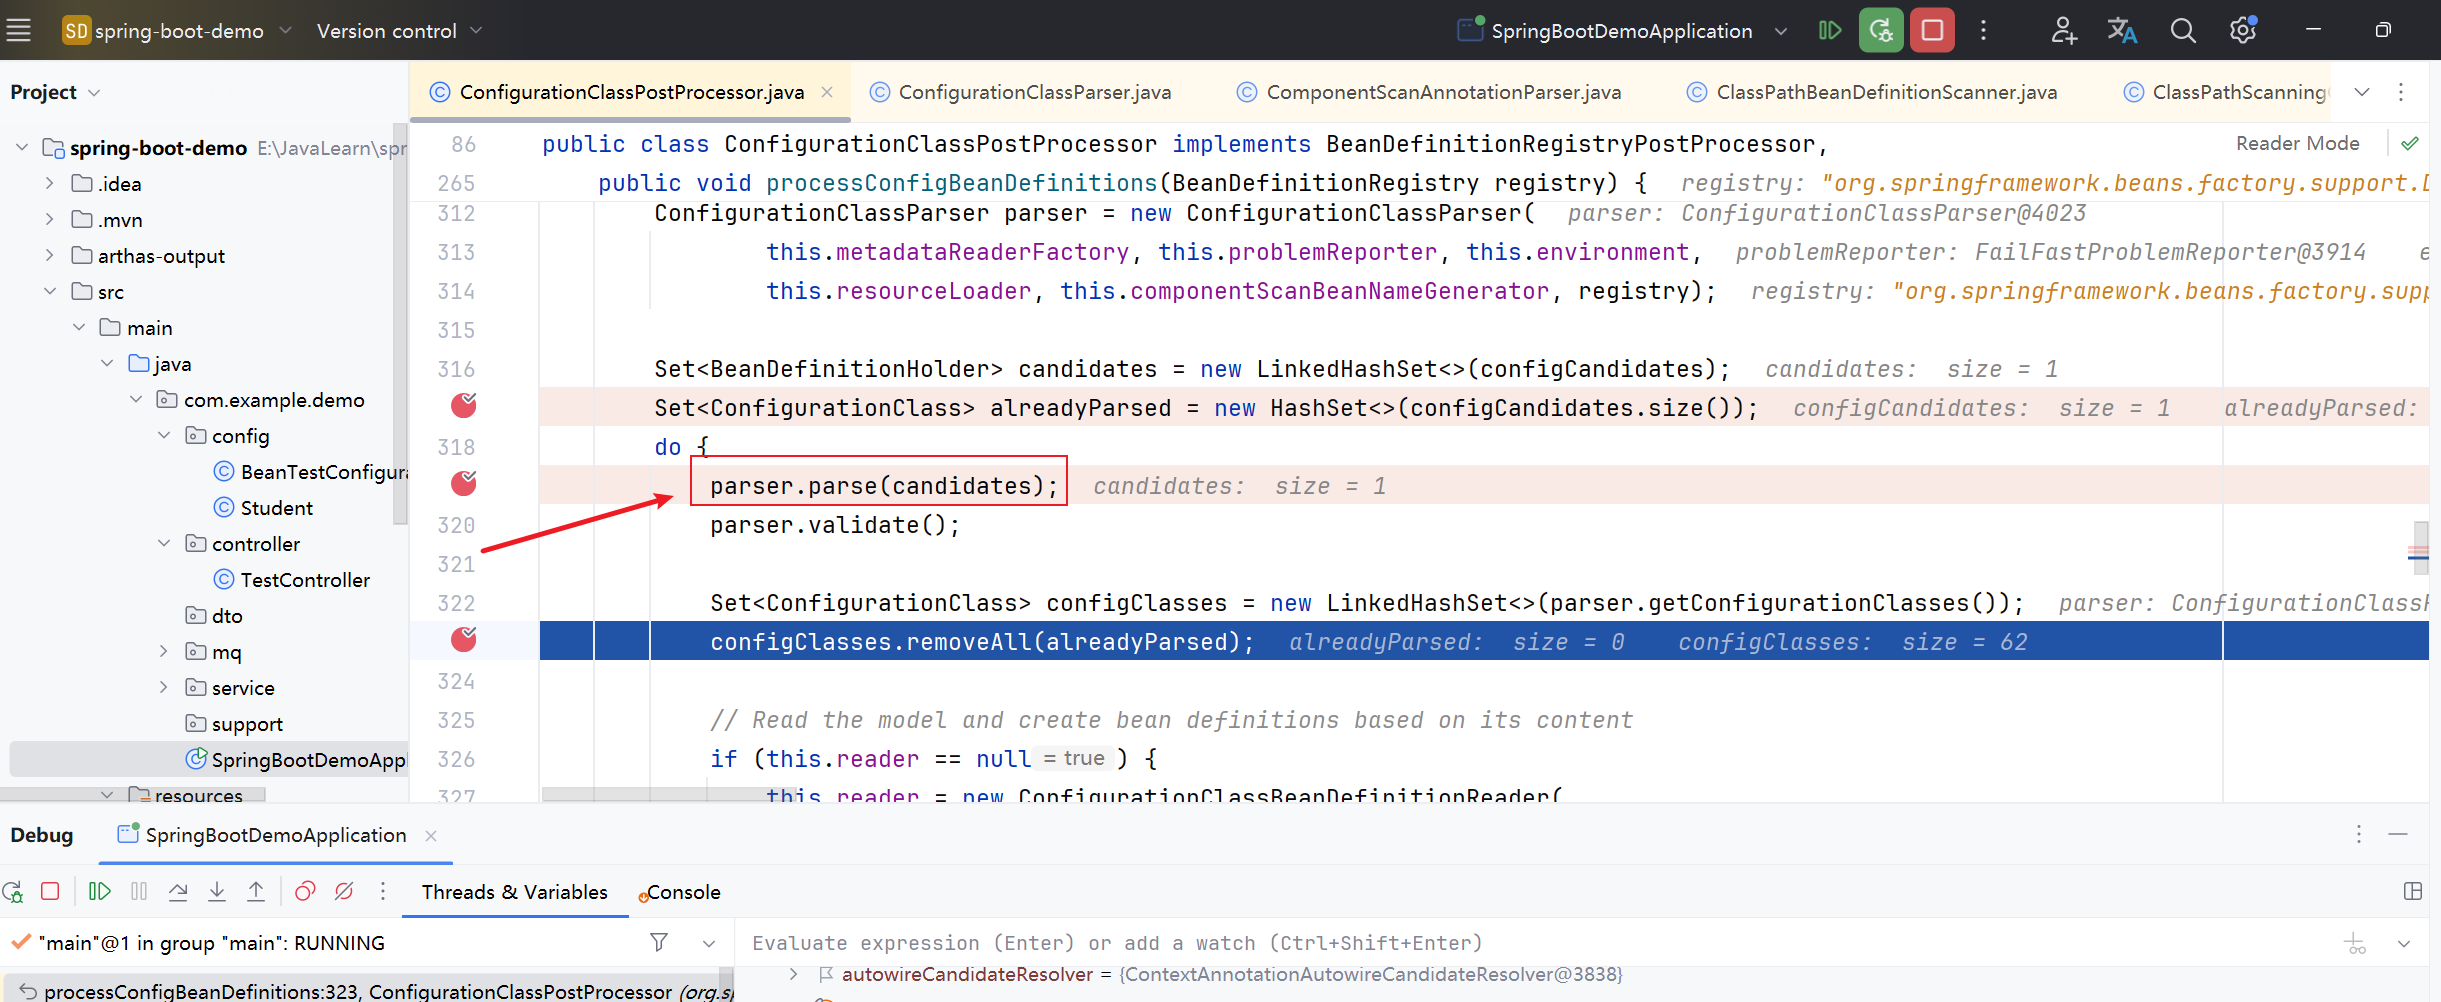 SD spring-boot-demo Version control SpringBootDemoApplication
Project
ConfigurationClassPostProcessor.java ConfigurationClassParser.java ComponentScanAnnotationParser.java ClassPathBeanDefinitionScanner.java ClassPathScanning
spring-boot-demo E:\JavaLearn\spr
.idea
.mvn
arthas-output
src
main
java
com.example.demo
config
BeanTestConfigura
Student
controller
TestController
dto
mq
service
support
SpringBootDemoAppl
resources
Reader Mode
86 public class ConfigurationClassPostProcessor implements BeanDefinitionRegistryPostProcessor,
265 public void processConfigBeanDefinitions(BeanDefinitionRegistry registry) { registry: "org.springframework.beans.factory.support.D
312 ConfigurationClassParser parser = new ConfigurationClassParser( parser: ConfigurationClassParser@4023
313 this.metadataReaderFactory, this.problemReporter, this.environment, problemReporter: FailFastProblemReporter@3914 e
314 this.resourceLoader, this.componentScanBeanNameGenerator, registry); registry: "org.springframework.beans.factory.supp
315
316 Set<BeanDefinitionHolder> candidates = new LinkedHashSet<>(configCandidates); candidates: size = 1
Set<ConfigurationClass> alreadyParsed = new HashSet<>(configCandidates.size()); configCandidates: size = 1 alreadyParsed:
318 do {
parser.parse(candidates); candidates: size = 1
320 parser.validate();
321
322 Set<ConfigurationClass> configClasses = new LinkedHashSet<>(parser.getConfigurationClasses()); parser: ConfigurationClassP
configClasses.removeAll(alreadyParsed); alreadyParsed: size = 0 configClasses: size = 62
324
325 // Read the model and create bean definitions based on its content
326 if (this.reader == null = true ) {
327 this.reader = new ConfigurationClassBeanDefinitionReader(
Debug SpringBootDemoApplication
Threads & Variables Console
"main"@1 in group "main": RUNNING
Evaluate expression (Enter) or add a watch (Ctrl+Shift+Enter)
autowireCandidateResolver = {ContextAnnotationAutowireCandidateResolver@3838}
processConfigBeanDefinitions:323, ConfigurationClassPostProcessor (org.sp